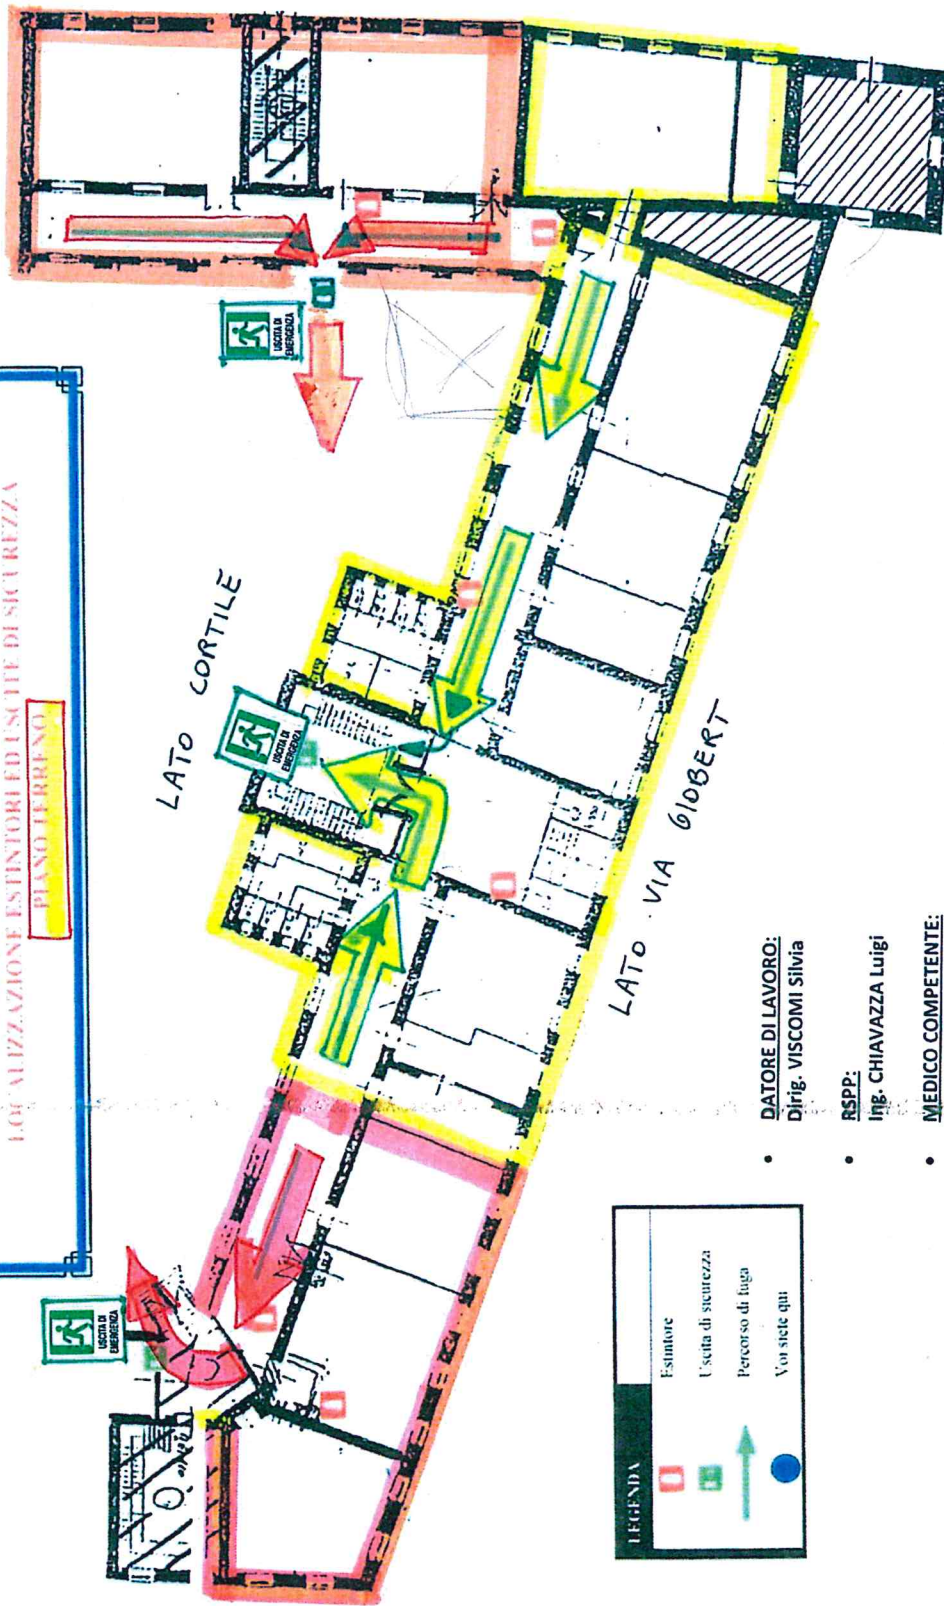 LOCALIZZAZIONE ESTINTORI ED USCITE DI SICUREZZA
PIANO TERRENO
USCITA DI
EMERGENZA
LATO CORTILE
USCITA DI
EMERGENZA
USCITA DI
EMERGENZA
LATO VIA GIOBERT
LEGENDA
Estintore
Uscita di sicurezza
Percorso di fuga
Voi siete qui
• DATORE DI LAVORO:
Dirig. VISCOMI Silvia
• RSPP:
Ing. CHIAVAZZA Luigi
• MEDICO COMPETENTE: